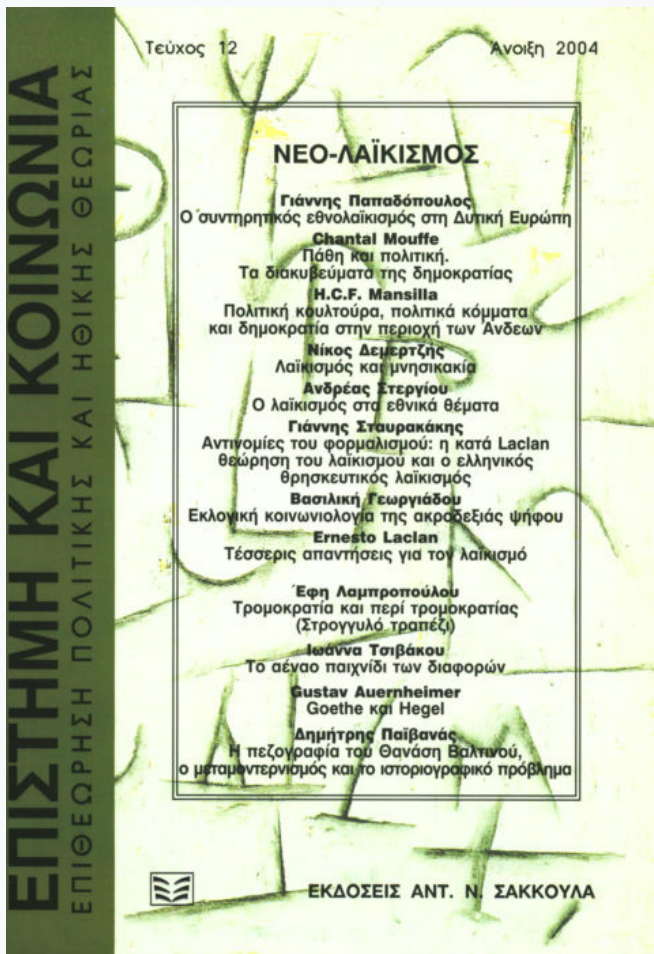 Τεύχος 12
Άνοιξη 2004
ΕΠΙΣΤΗΜΗ ΚΑΙ ΚΟΙΝΩΝΙΑ
ΕΠΙΘΕΩΡΗΣΗ ΠΟΛΙΤΙΚΗΣ ΚΑΙ ΗΘΙΚΗΣ ΘΕΩΡΙΑΣ
ΝΕΟ-ΛΑΪΚΙΣΜΟΣ
Γιάννης Παπαδόπουλος
Ο συντηρητικός εθνολαϊκισμός στη Δυτική Ευρώπη
Chantal Mouffe
Πάθη και πολιτική.
Τα διακυβεύματα της δημοκρατίας
H.C.F. Mansilla
Πολιτική κουλτούρα, πολιτικά κόμματα
και δημοκρατία στην περιοχή των Άνδεων
Νίκος Δεμερτζής
Λαϊκισμός και μνησικακία
Ανδρέας Στεργίου
Ο λαϊκισμός στα εθνικά θέματα
Γιάννης Σταυρακάκης
Αντινομίες του φορμαλισμού: η κατά Laclan
θεώρηση του λαϊκισμού και ο ελληνικός
θρησκευτικός λαϊκισμός
Βασιλική Γεωργιάδου
Εκλογική κοινωνιολογία της ακροδεξιάς ψήφου
Ernesto Laclan
Τέσσερις απαντήσεις για τον λαϊκισμό
Έφη Λαμπροπούλου
Τρομοκρατία και περί τρομοκρατίας
(Στρογγυλό τραπέζι)
Ιωάννα Τσιβάκου
Το αέναο παιχνίδι των διαφορών
Gustav Auernheimer
Goethe και Hegel
Δημήτρης Παϊβανάς
Η πεζογραφία του Θανάση Βαλτινού,
ο μεταμοντερνισμός και το ιστοριογραφικό πρόβλημα
ΕΚΔΟΣΕΙΣ ΑΝΤ. Ν. ΣΑΚΚΟΥΛΑ